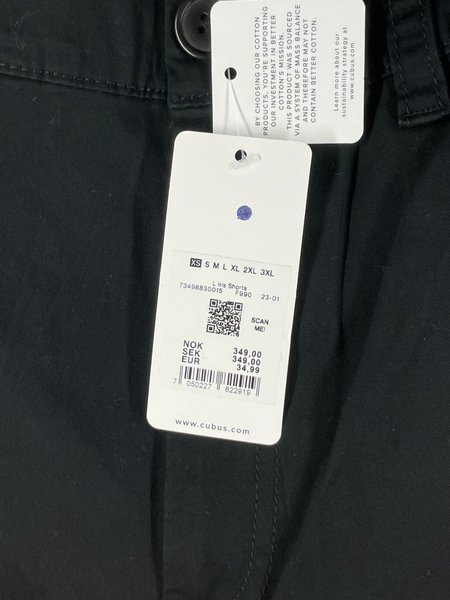 BY CHOOSING OUR COTTON
PRODUCTS, YOU'RE SUPPORTING
OUR INVESTMENT IN BETTER
COTTON'S MISSION.
THIS PRODUCT WAS SOURCED
VIA A SYSTEM OF MASS BALANCE
AND THEREFORE MAY NOT
CONTAIN BETTER COTTON.
Learn more about our
sustainability strategy at
www.cubus.com
XS S M L XL 2XL 3XL
L Iris Shorts
73498830015 F990 23-01
SCAN
ME!
NOK 349,00
SEK 349,00
EUR 34,99
7 050227 822919
www.cubus.com